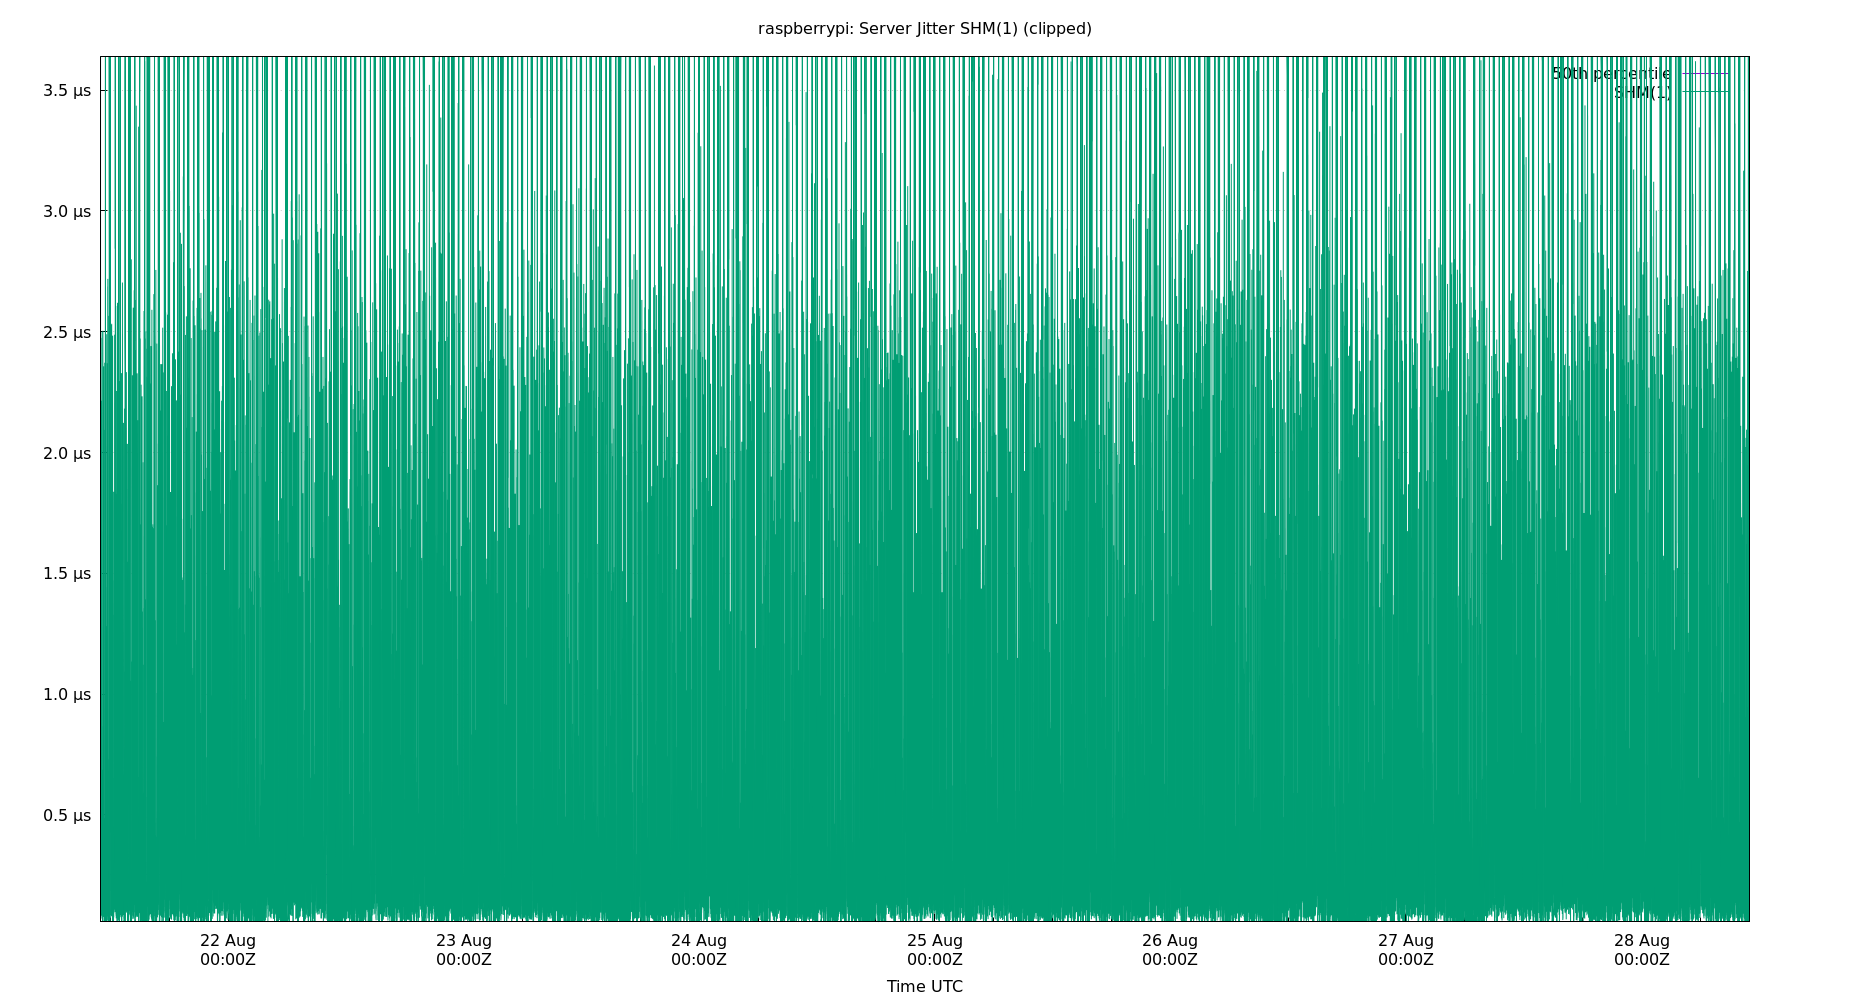 raspberrypi: Server Jitter SHM(1) (clipped)
50th percentile
SHM(1)
3.5 µs
3.0 µs
2.5 µs
2.0 µs
1.5 µs
1.0 µs
0.5 µs
22 Aug 23 Aug 24 Aug 25 Aug 26 Aug 27 Aug 28 Aug
00:00Z 00:00Z 00:00Z 00:00Z 00:00Z 00:00Z 00:00Z
Time UTC